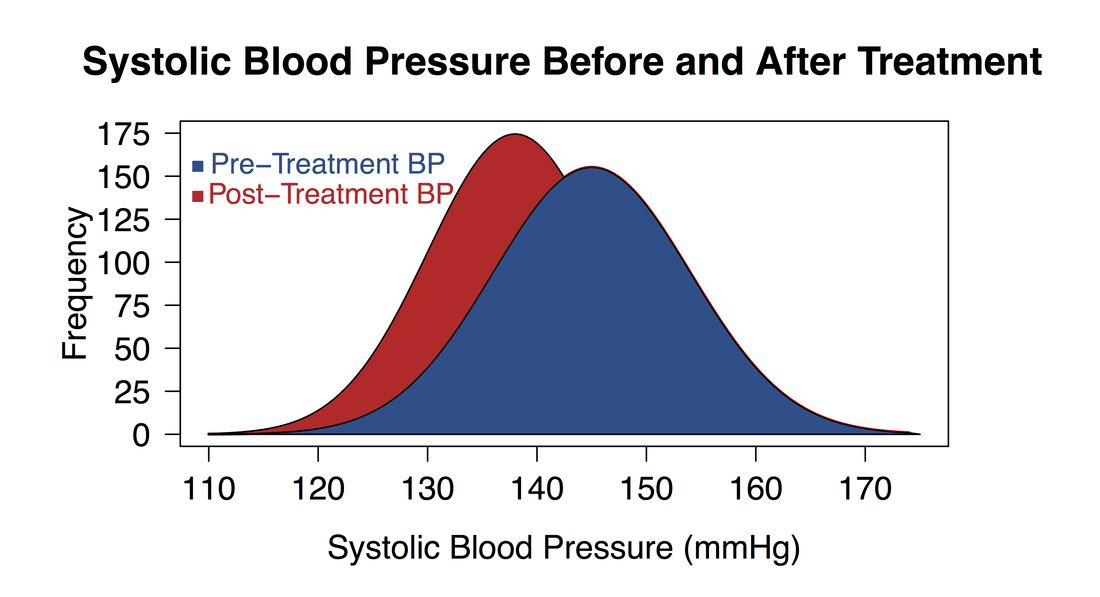 Systolic Blood Pressure Before and After Treatment
Pre−Treatment BP
Post−Treatment BP
Frequency
175
150
125
100
75
50
25
0
110 120 130 140 150 160 170
Systolic Blood Pressure (mmHg)